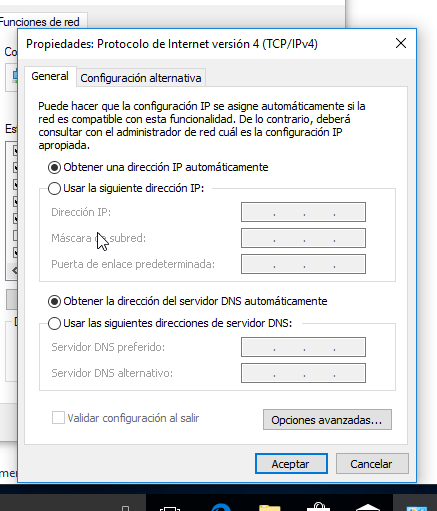 Funciones de red
Propiedades: Protocolo de Internet versión 4 (TCP/IPv4)
General
Configuración alternativa
Puede hacer que la configuración IP se asigne automáticamente si la
red es compatible con esta funcionalidad. De lo contrario, deberá
consultar con el administrador de red cuál es la configuración IP
apropiada.
Obtener una dirección IP automáticamente
Usar la siguiente dirección IP:
Dirección IP:
Máscara de subred:
Puerta de enlace predeterminada:
Obtener la dirección del servidor DNS automáticamente
Usar las siguientes direcciones de servidor DNS:
Servidor DNS preferido:
Servidor DNS alternativo:
Validar configuración al salir
Opciones avanzadas...
Aceptar
Cancelar